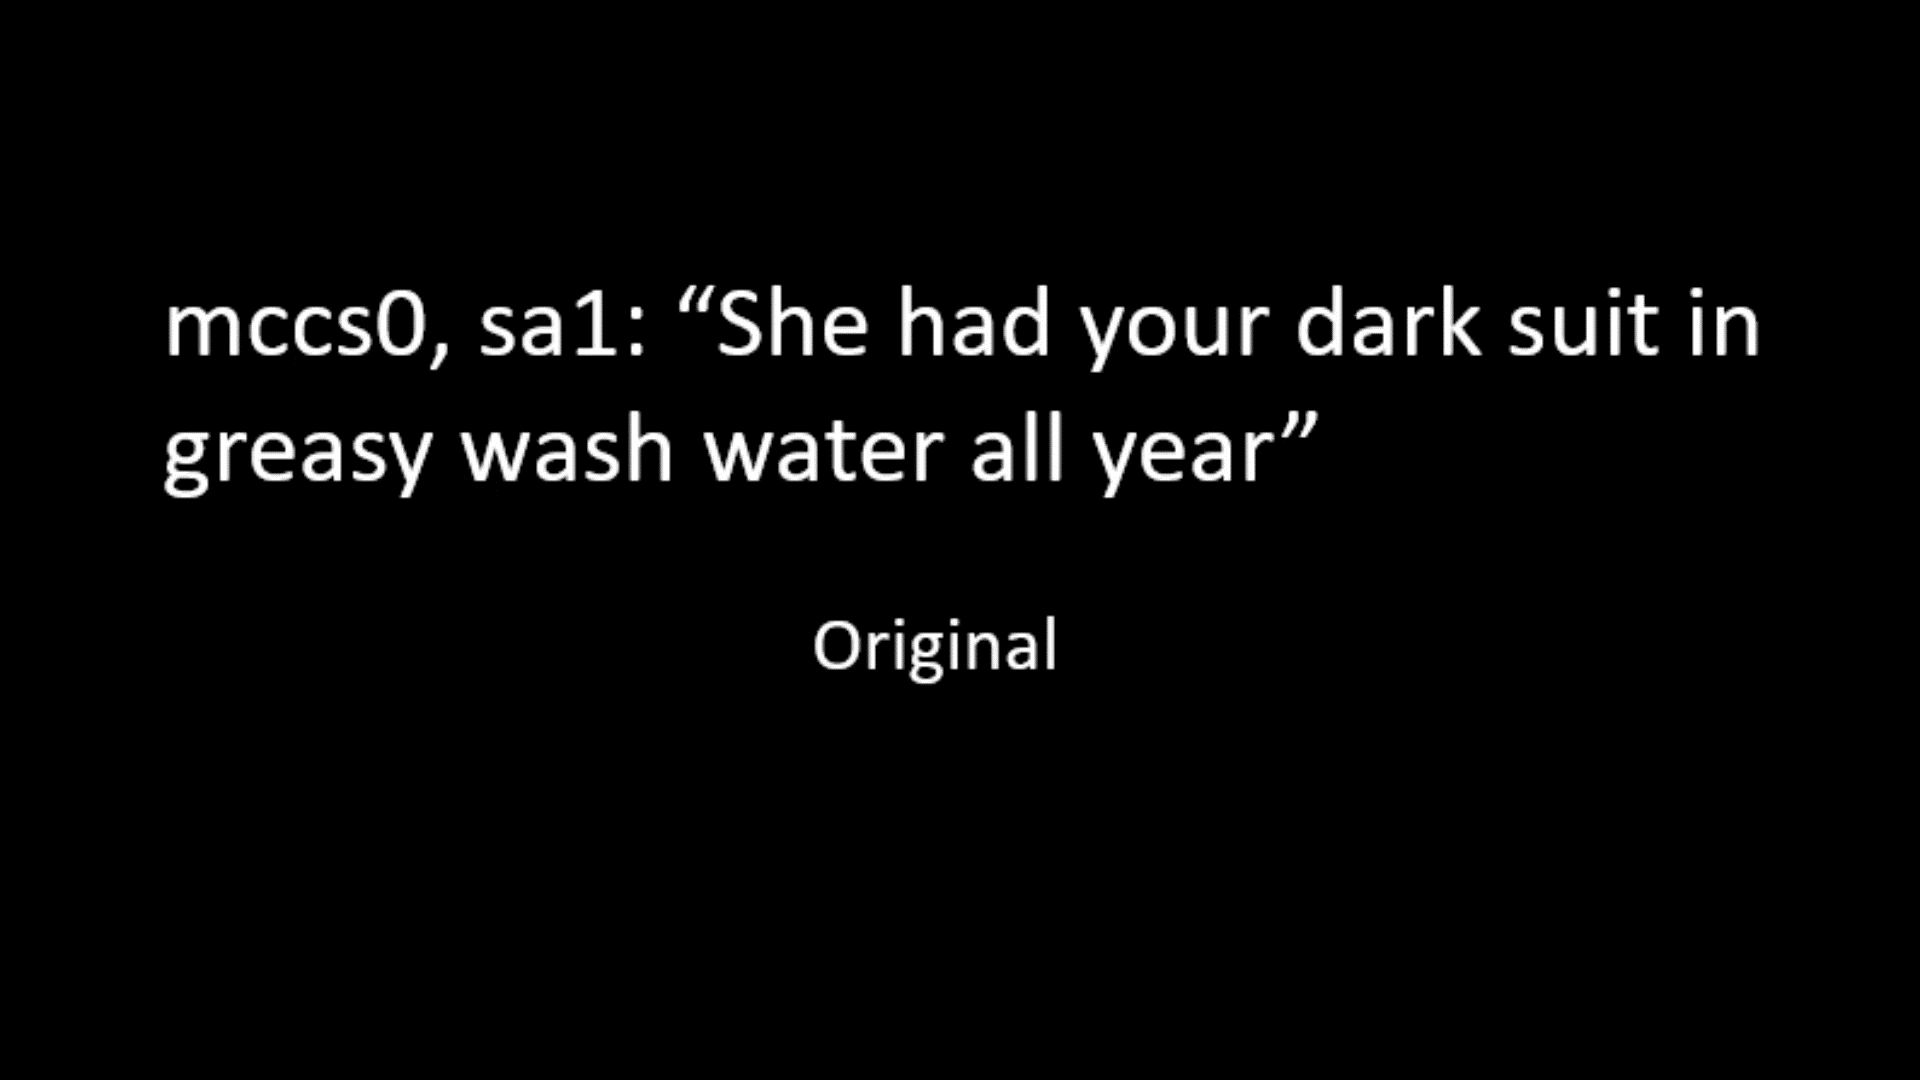 mccs0, sa1: “She had your dark suit in
greasy wash water all year”
Original